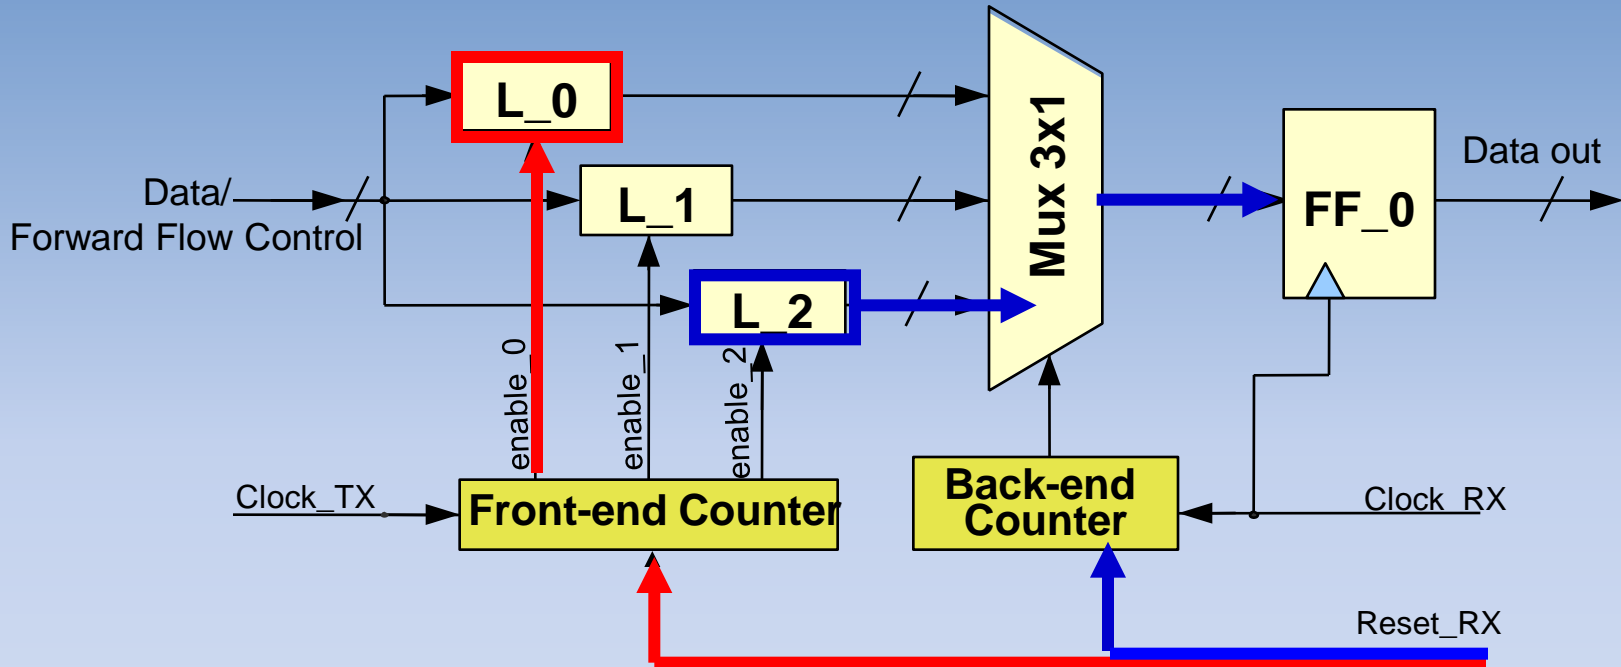 L_0
Mux 3x1
Data/
Forward Flow Control
L_1
FF_0
Data out
L_2
enable_0
enable_1
enable_2
Clock_TX
Front-end Counter
Back-end
Counter
Clock_RX
Reset_RX